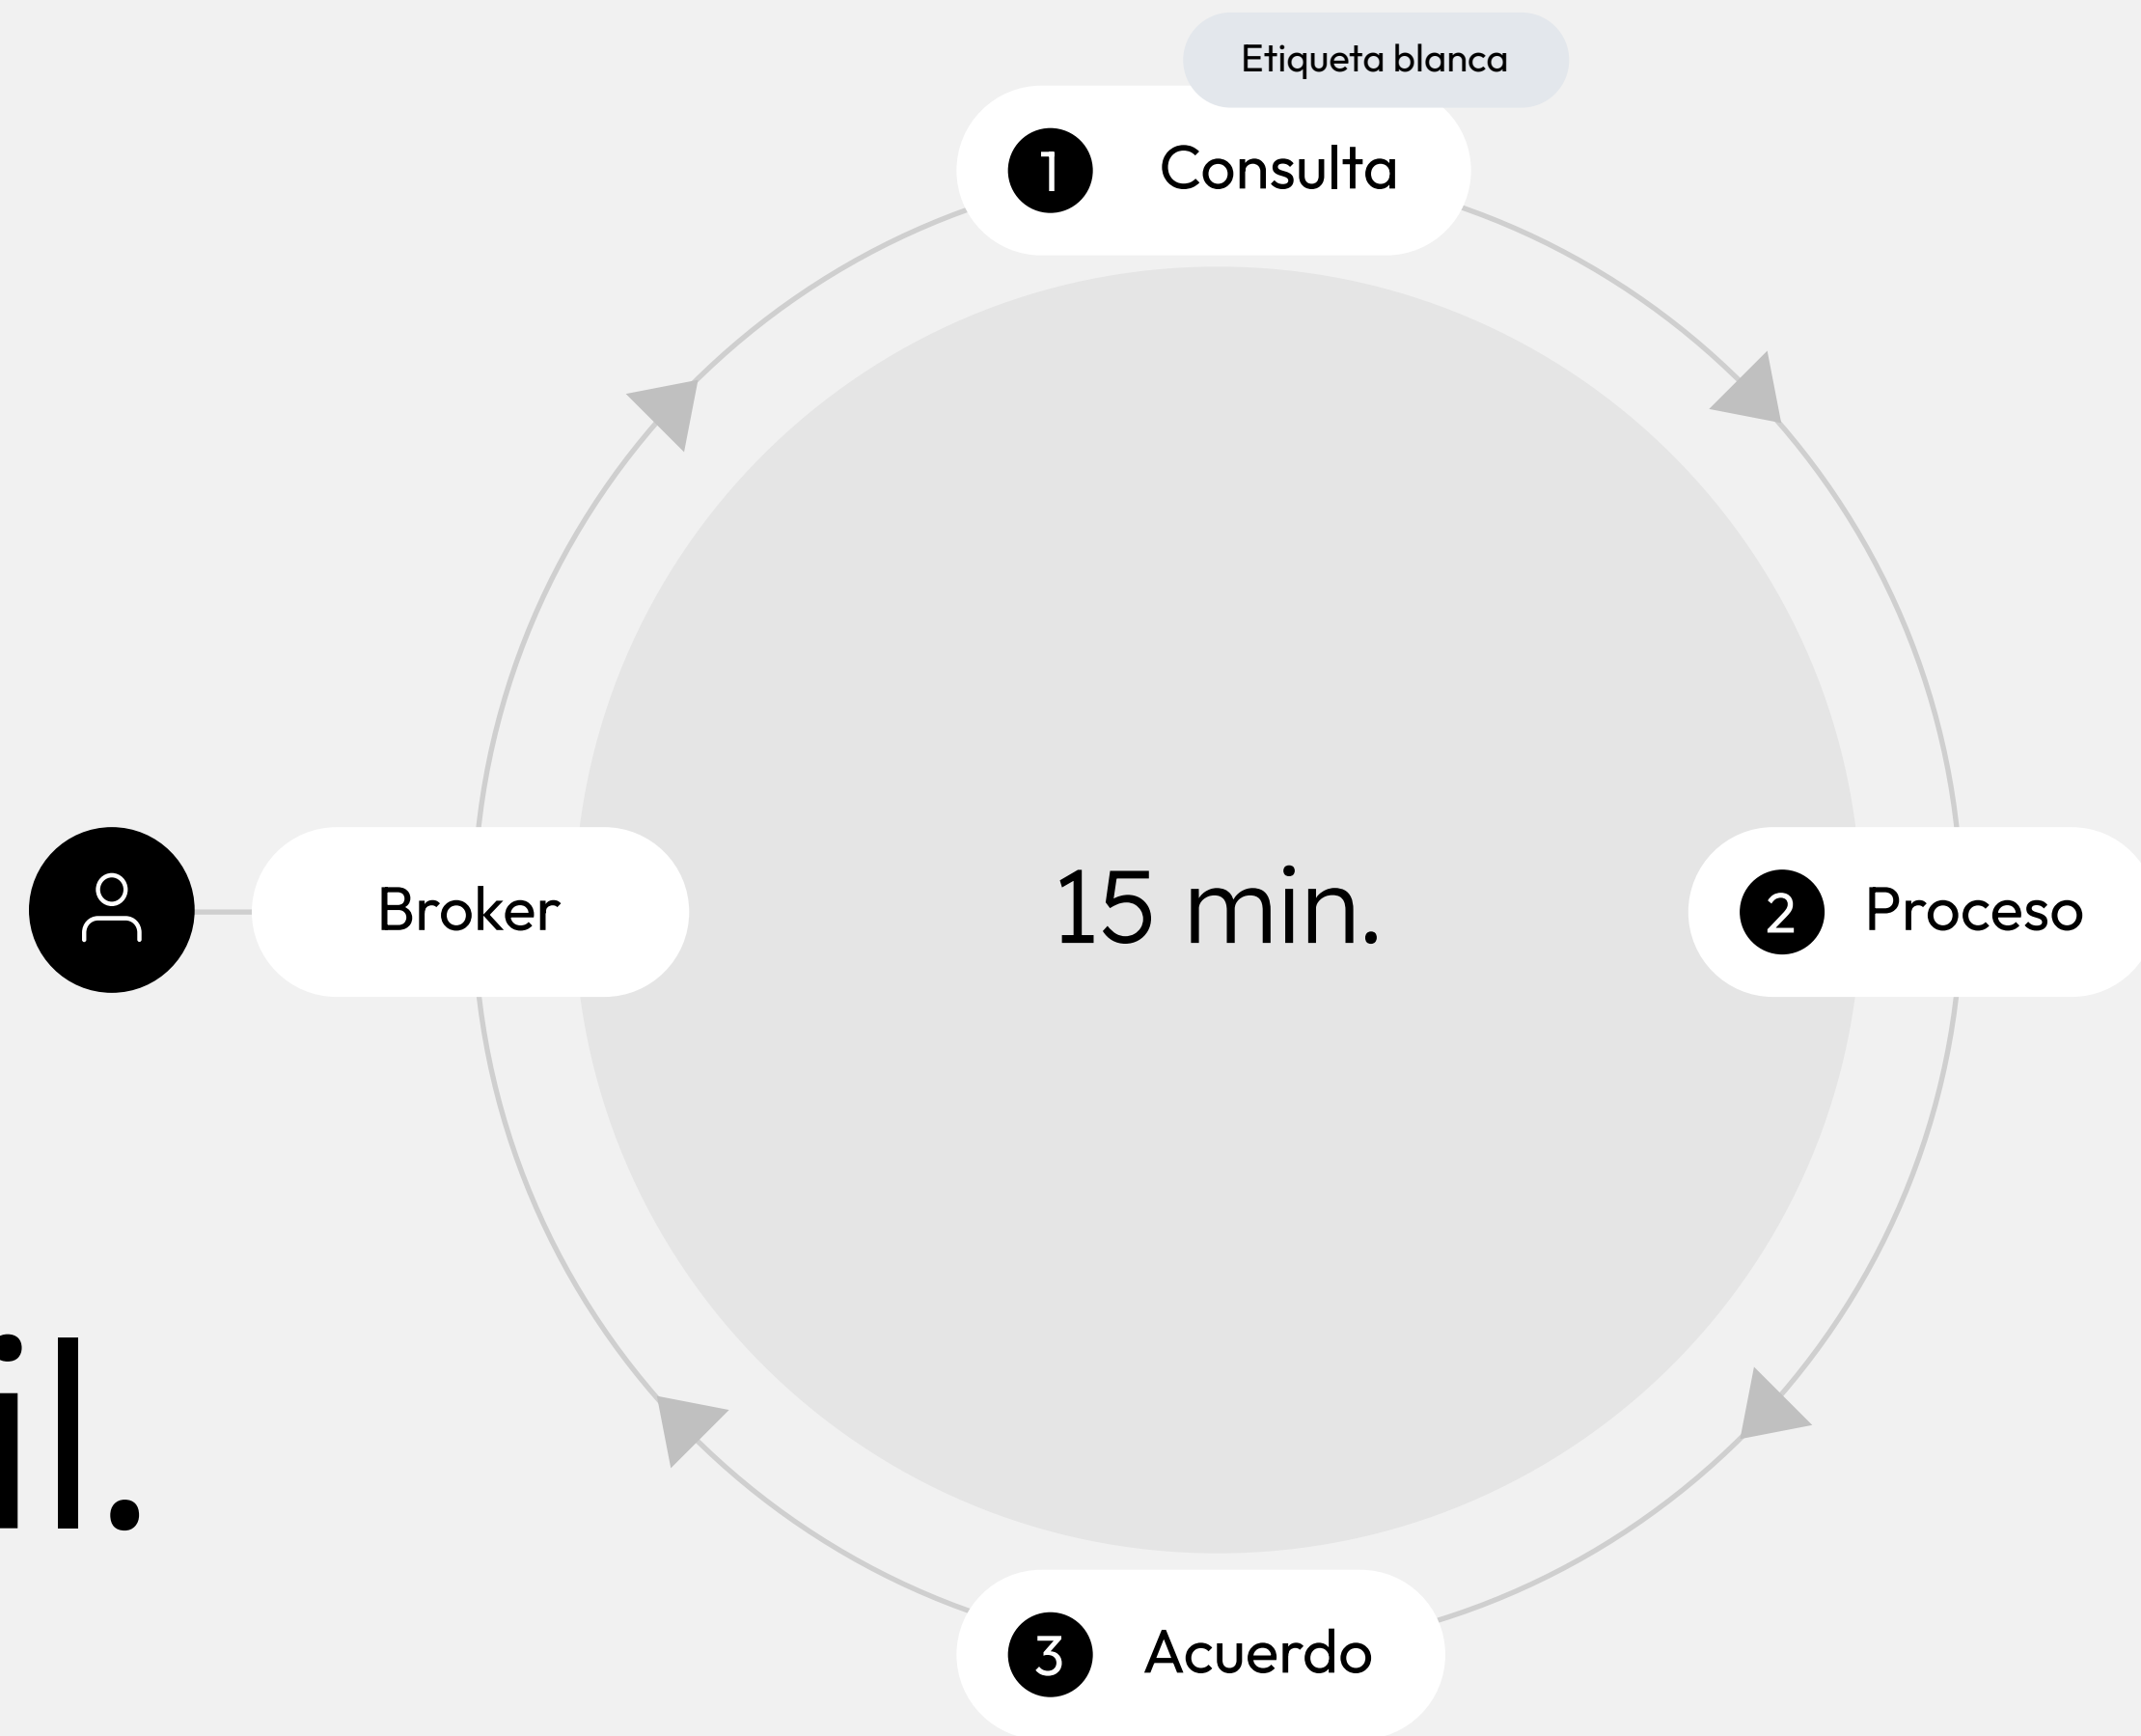 Etiqueta blanca
1 Consulta
Broker
15 min.
2 Proceso
il.
3 Acuerdo